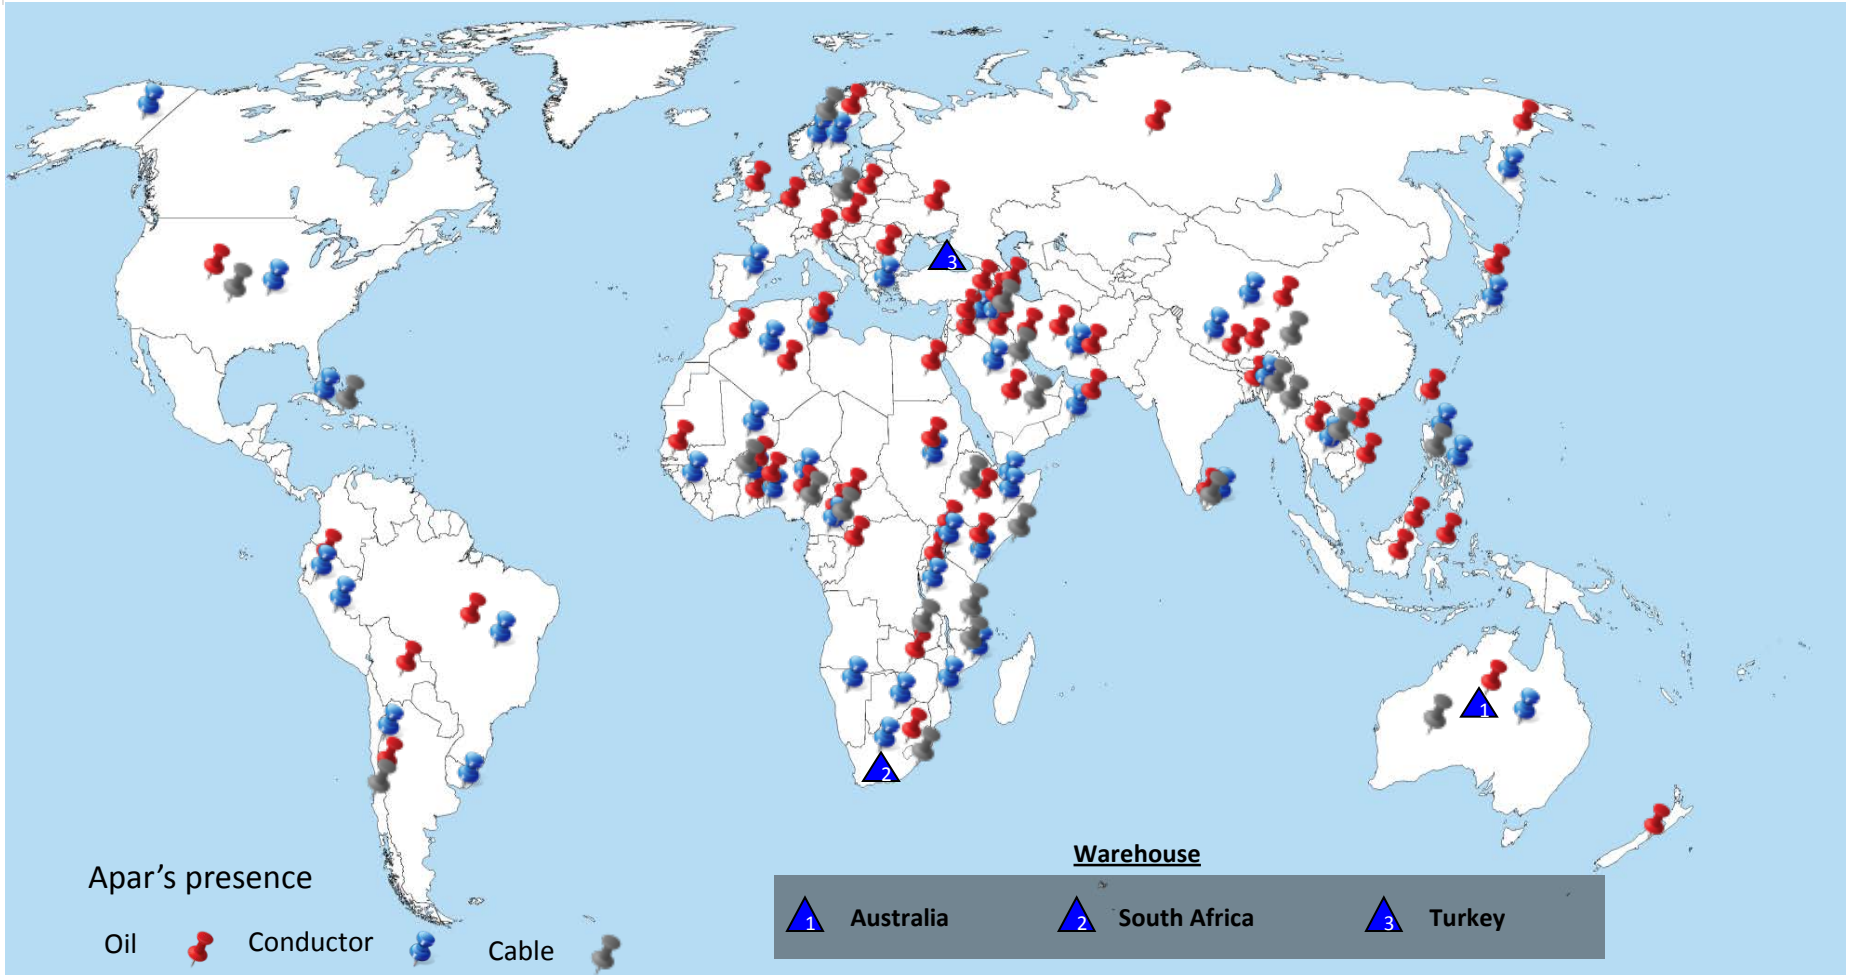 3
1
2
Warehouse
Apar's presence
1 Australia 2 South Africa 3 Turkey
Oil Conductor Cable